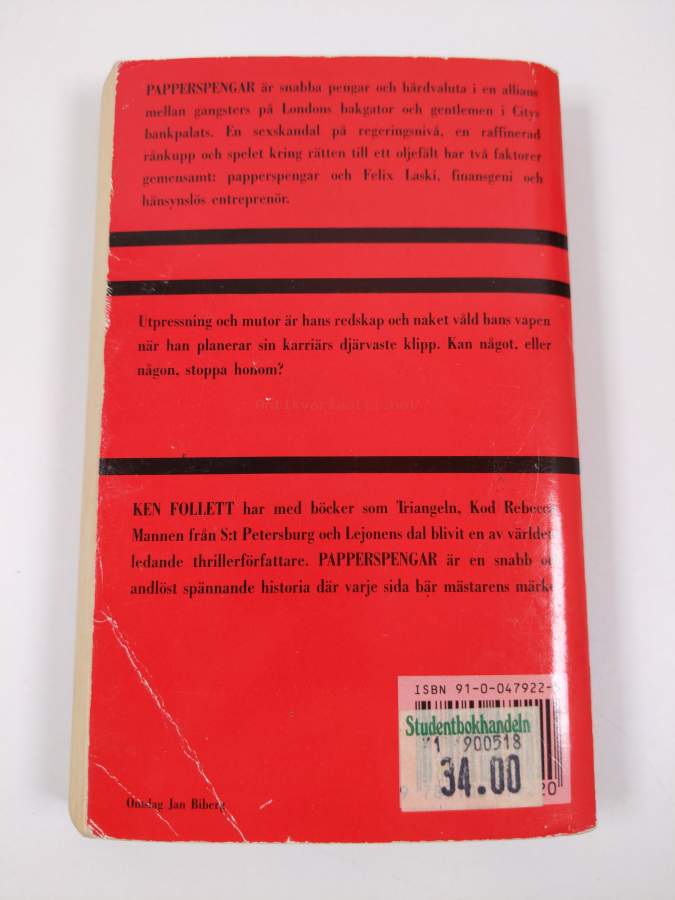 PAPPERSPENGAR är snabba pengar och hårdvaluta i en allians
mellan gangsters på Londons bakgator och gentlemen i Citys
bankpalats. En sexskandal på regeringsnivå, en raffinerad
rånkupp och spelet kring rätten till ett oljefält har två faktorer
gemensamt: papperspengar och Felix Laski, finansgeni och
hänsynslös entreprenör.
Utpressning och mutor är hans redskap och naket våld hans vapen
när han planerar sin karriärs djärvaste klipp. Kan något, eller
någon, stoppa honom?
KEN FOLLETT har med böcker som Triangeln, Kod Rebecca,
Mannen från S:t Petersburg och Lejonens dal blivit en av världens
ledande thrillerförfattare. PAPPERSPENGAR är en snabb o
andlöst spännande historia där varje sida bär mästarens märke
ISBN 91-0-047922-
Studentbokhandeln
900518
34.00
9
20
Omslag Jan Biberg